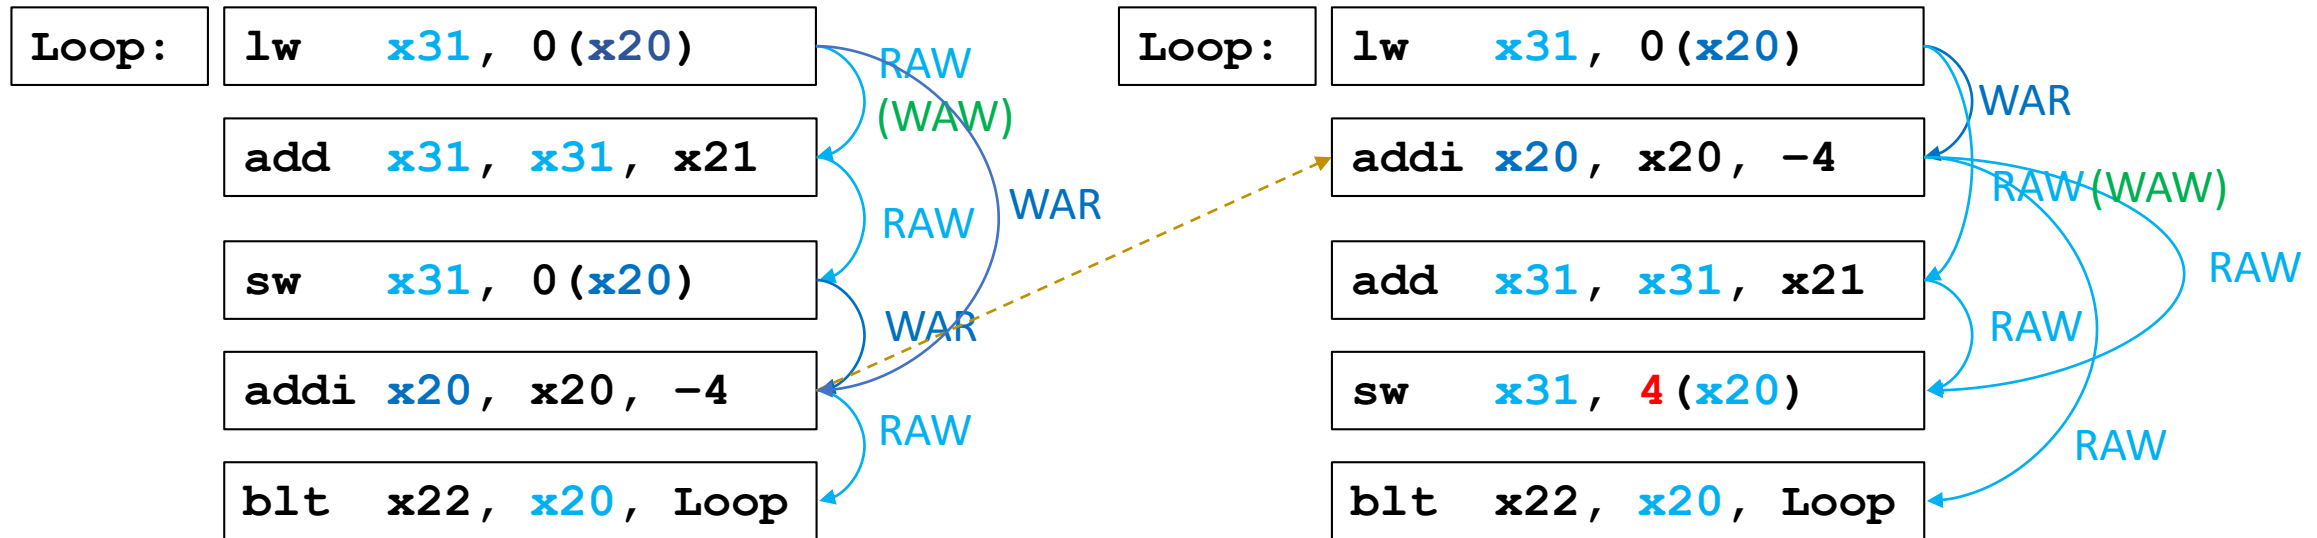 Loop: lw x31, 0(x20)
RAW
(WAW)
add x31, x31, x21
WAR
RAW
sw x31, 0(x20)
WAR
addi x20, x20, –4
RAW
blt x22, x20, Loop
Loop: lw x31, 0(x20)
WAR
addi x20, x20, –4
RAW (WAW)
RAW
add x31, x31, x21
RAW
sw x31, 4(x20)
RAW
blt x22, x20, Loop